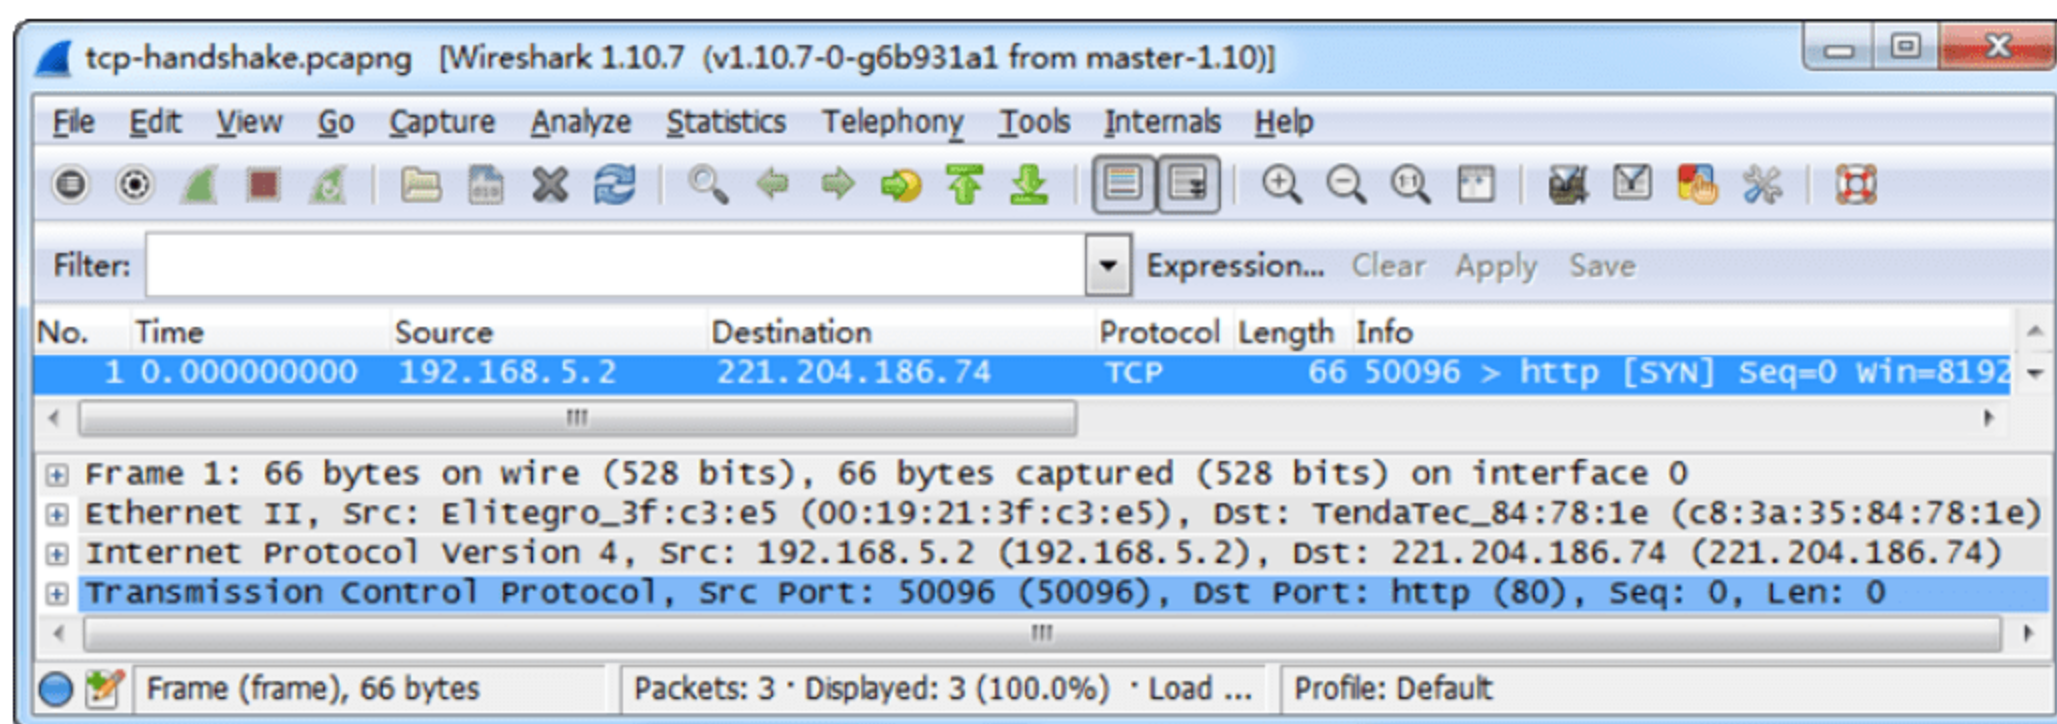 tcp-handshake.pcapng [Wireshark 1.10.7 (v1.10.7-0-g6b931a1 from master-1.10)]
File Edit View Go Capture Analyze Statistics Telephony Tools Internals Help
Filter: Expression... Clear Apply Save
No. Time Source Destination Protocol Length Info
1 0.000000000 192.168.5.2 221.204.186.74 TCP 66 50096 > http [SYN] Seq=0 Win=8192
Frame 1: 66 bytes on wire (528 bits), 66 bytes captured (528 bits) on interface 0
Ethernet II, Src: Elitegro_3f:c3:e5 (00:19:21:3f:c3:e5), Dst: TendaTec_84:78:1e (c8:3a:35:84:78:1e)
Internet Protocol Version 4, Src: 192.168.5.2 (192.168.5.2), Dst: 221.204.186.74 (221.204.186.74)
Transmission Control Protocol, Src Port: 50096 (50096), Dst Port: http (80), Seq: 0, Len: 0
Frame (frame), 66 bytes Packets: 3 · Displayed: 3 (100.0%) · Load ... Profile: Default